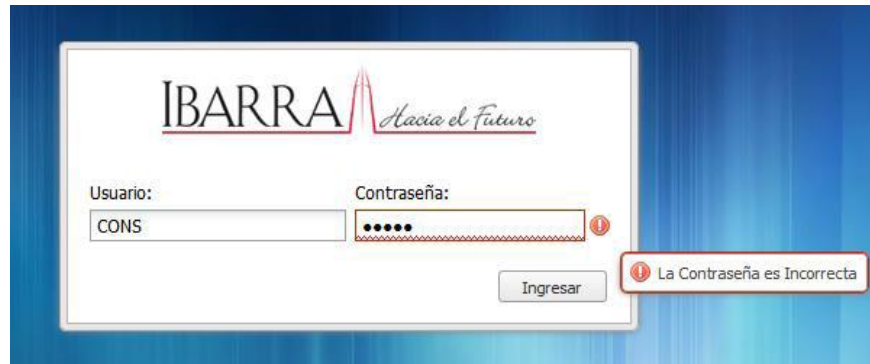 IBARRA Hacia el Futuro
Usuario: Contraseña:
CONS •••••
La Contraseña es Incorrecta
Ingresar